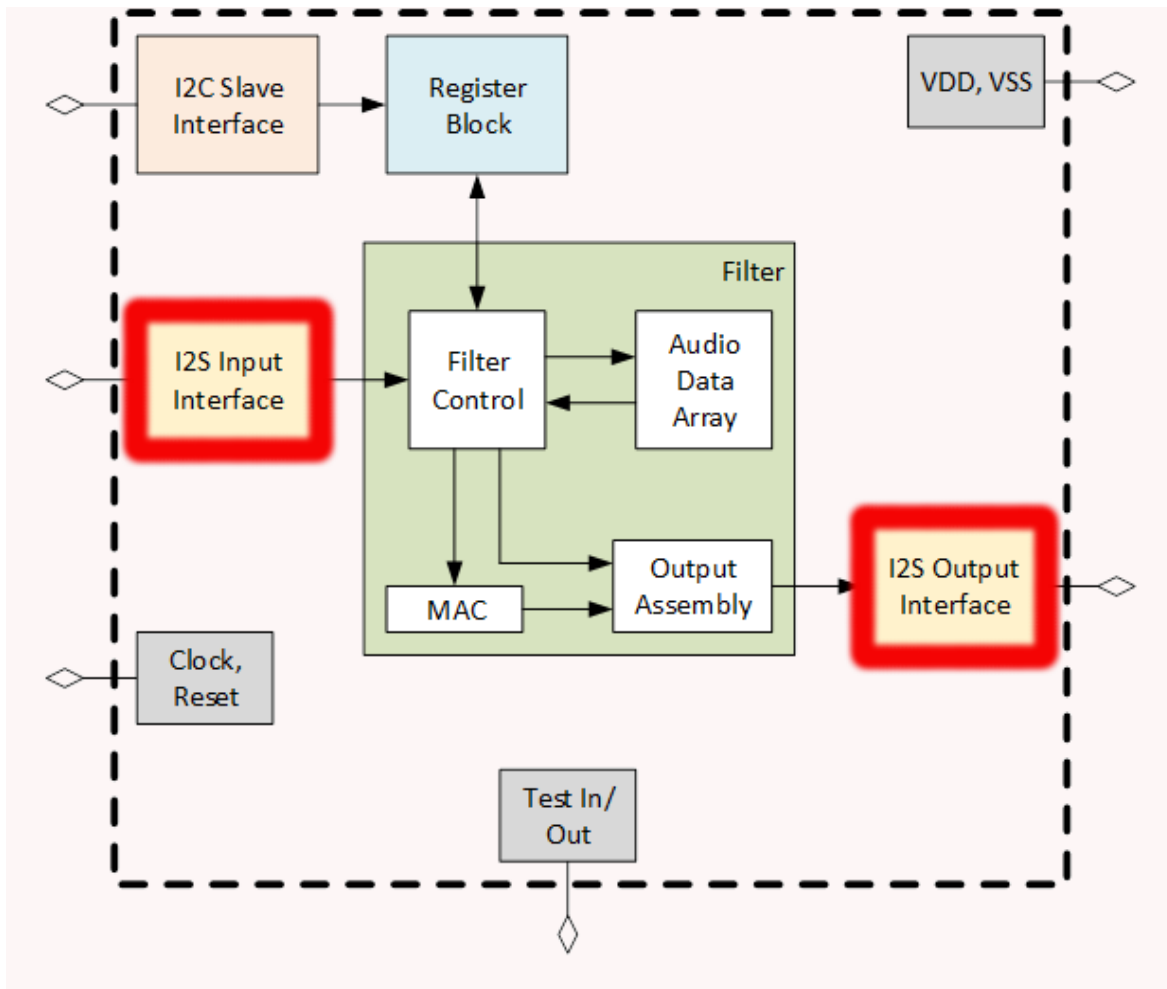 I2C Slave
Interface
Register
Block
VDD, VSS
Filter
I2S Input
Interface
Filter
Control
Audio
Data
Array
MAC
Output
Assembly
I2S Output
Interface
Clock,
Reset
Test In/
Out